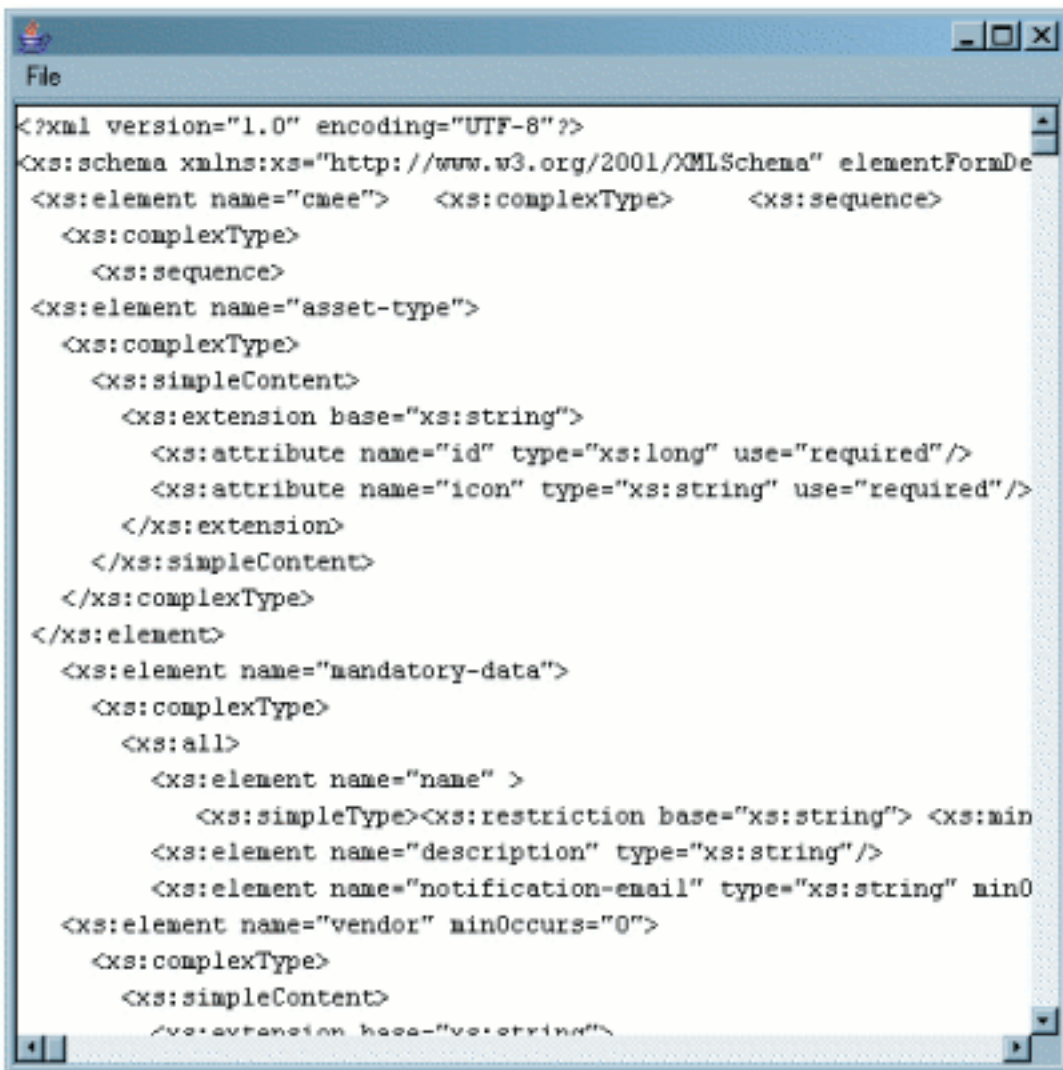 File
<?xml version="1.0" encoding="UTF-8"?>
<xs:schema xmlns:xs="http://www.w3.org/2001/XMLSchema" elementFormDe
<xs:element name="cmee">   <xs:complexType>     <xs:sequence>
<xs:complexType>
<xs:sequence>
<xs:element name="asset-type">
<xs:complexType>
<xs:simpleContent>
<xs:extension base="xs:string">
<xs:attribute name="id" type="xs:long" use="required"/>
<xs:attribute name="icon" type="xs:string" use="required"/>
</xs:extension>
</xs:simpleContent>
</xs:complexType>
</xs:element>
<xs:element name="mandatory-data">
<xs:complexType>
<xs:all>
<xs:element name="name" >
<xs:simpleType><xs:restriction base="xs:string"> <xs:min
<xs:element name="description" type="xs:string"/>
<xs:element name="notification-email" type="xs:string" minO
<xs:element name="vendor" minOccurs="0">
<xs:complexType>
<xs:simpleContent>
<xs:extension base="xs:string">